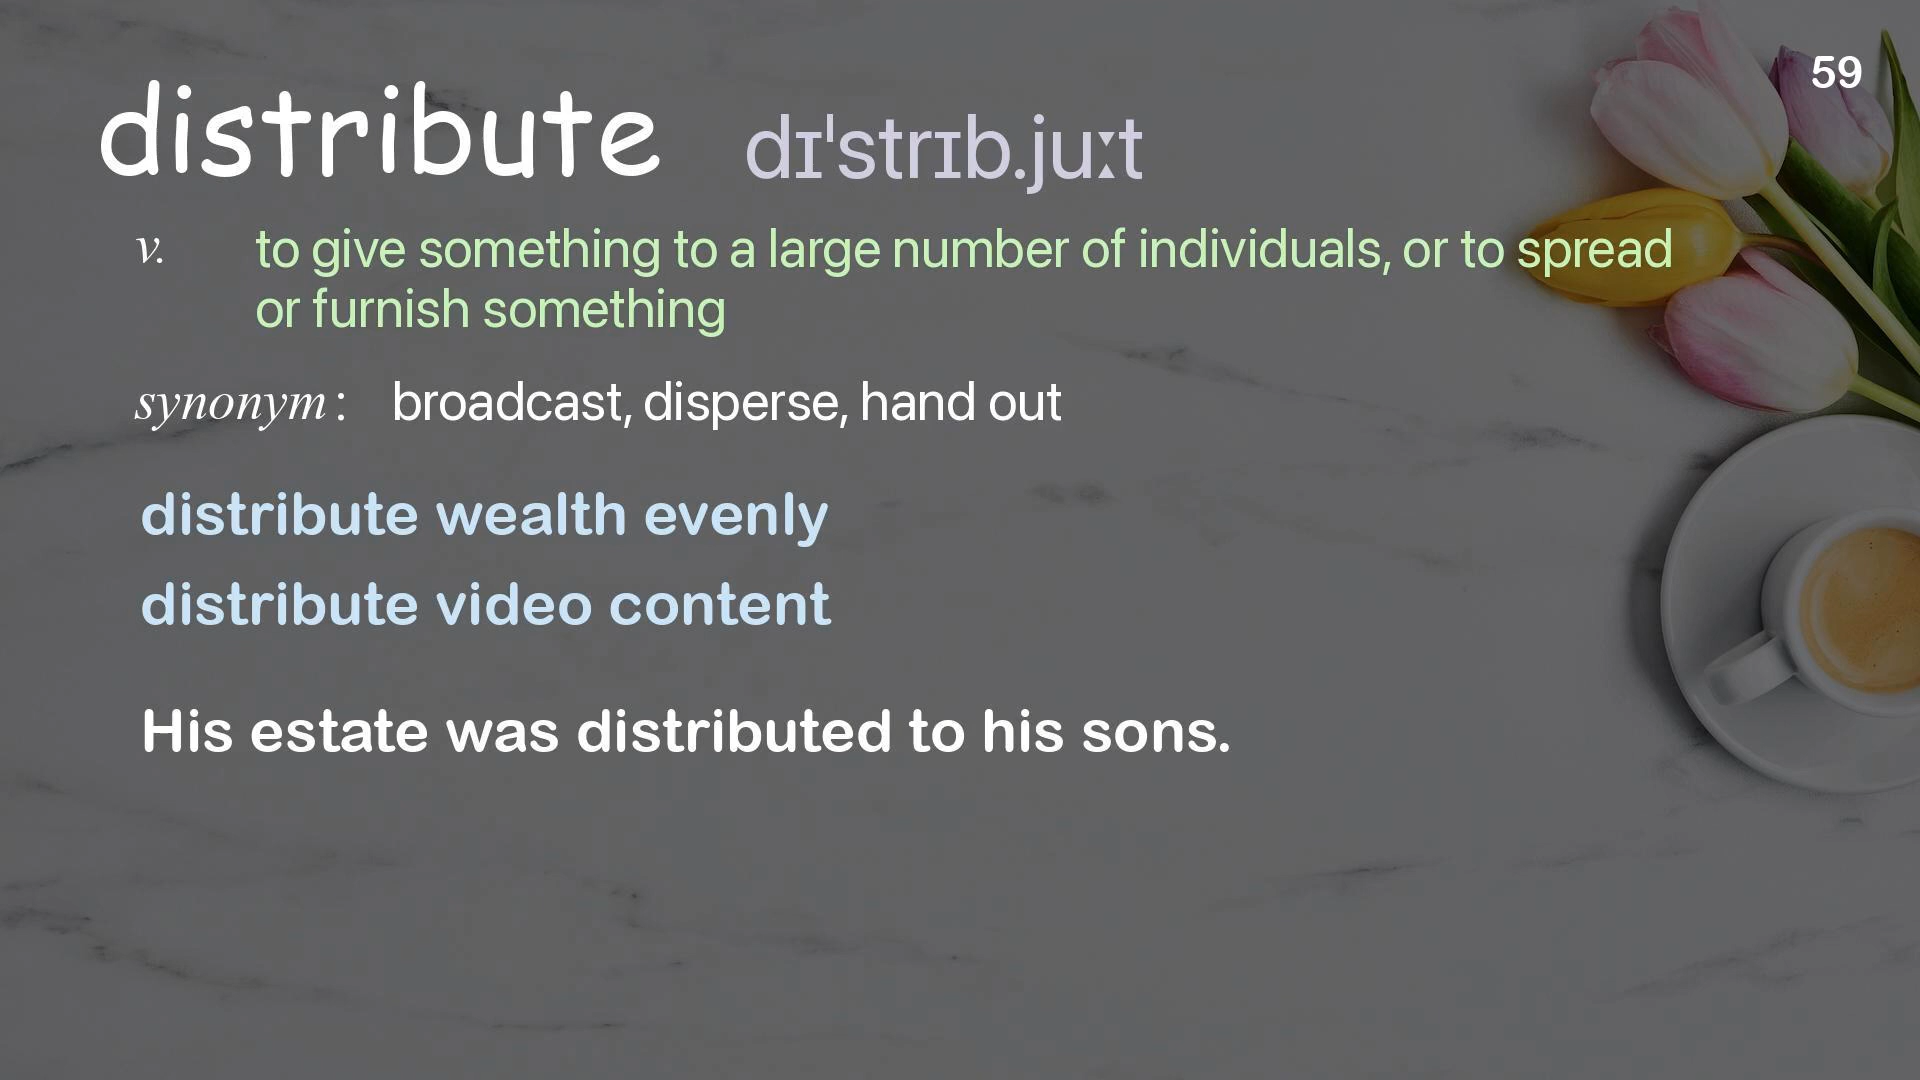 59
distribute dɪˈstrɪb.juːt
v. to give something to a large number of individuals, or to spread
or furnish something
synonym : broadcast, disperse, hand out
distribute wealth evenly
distribute video content
His estate was distributed to his sons.